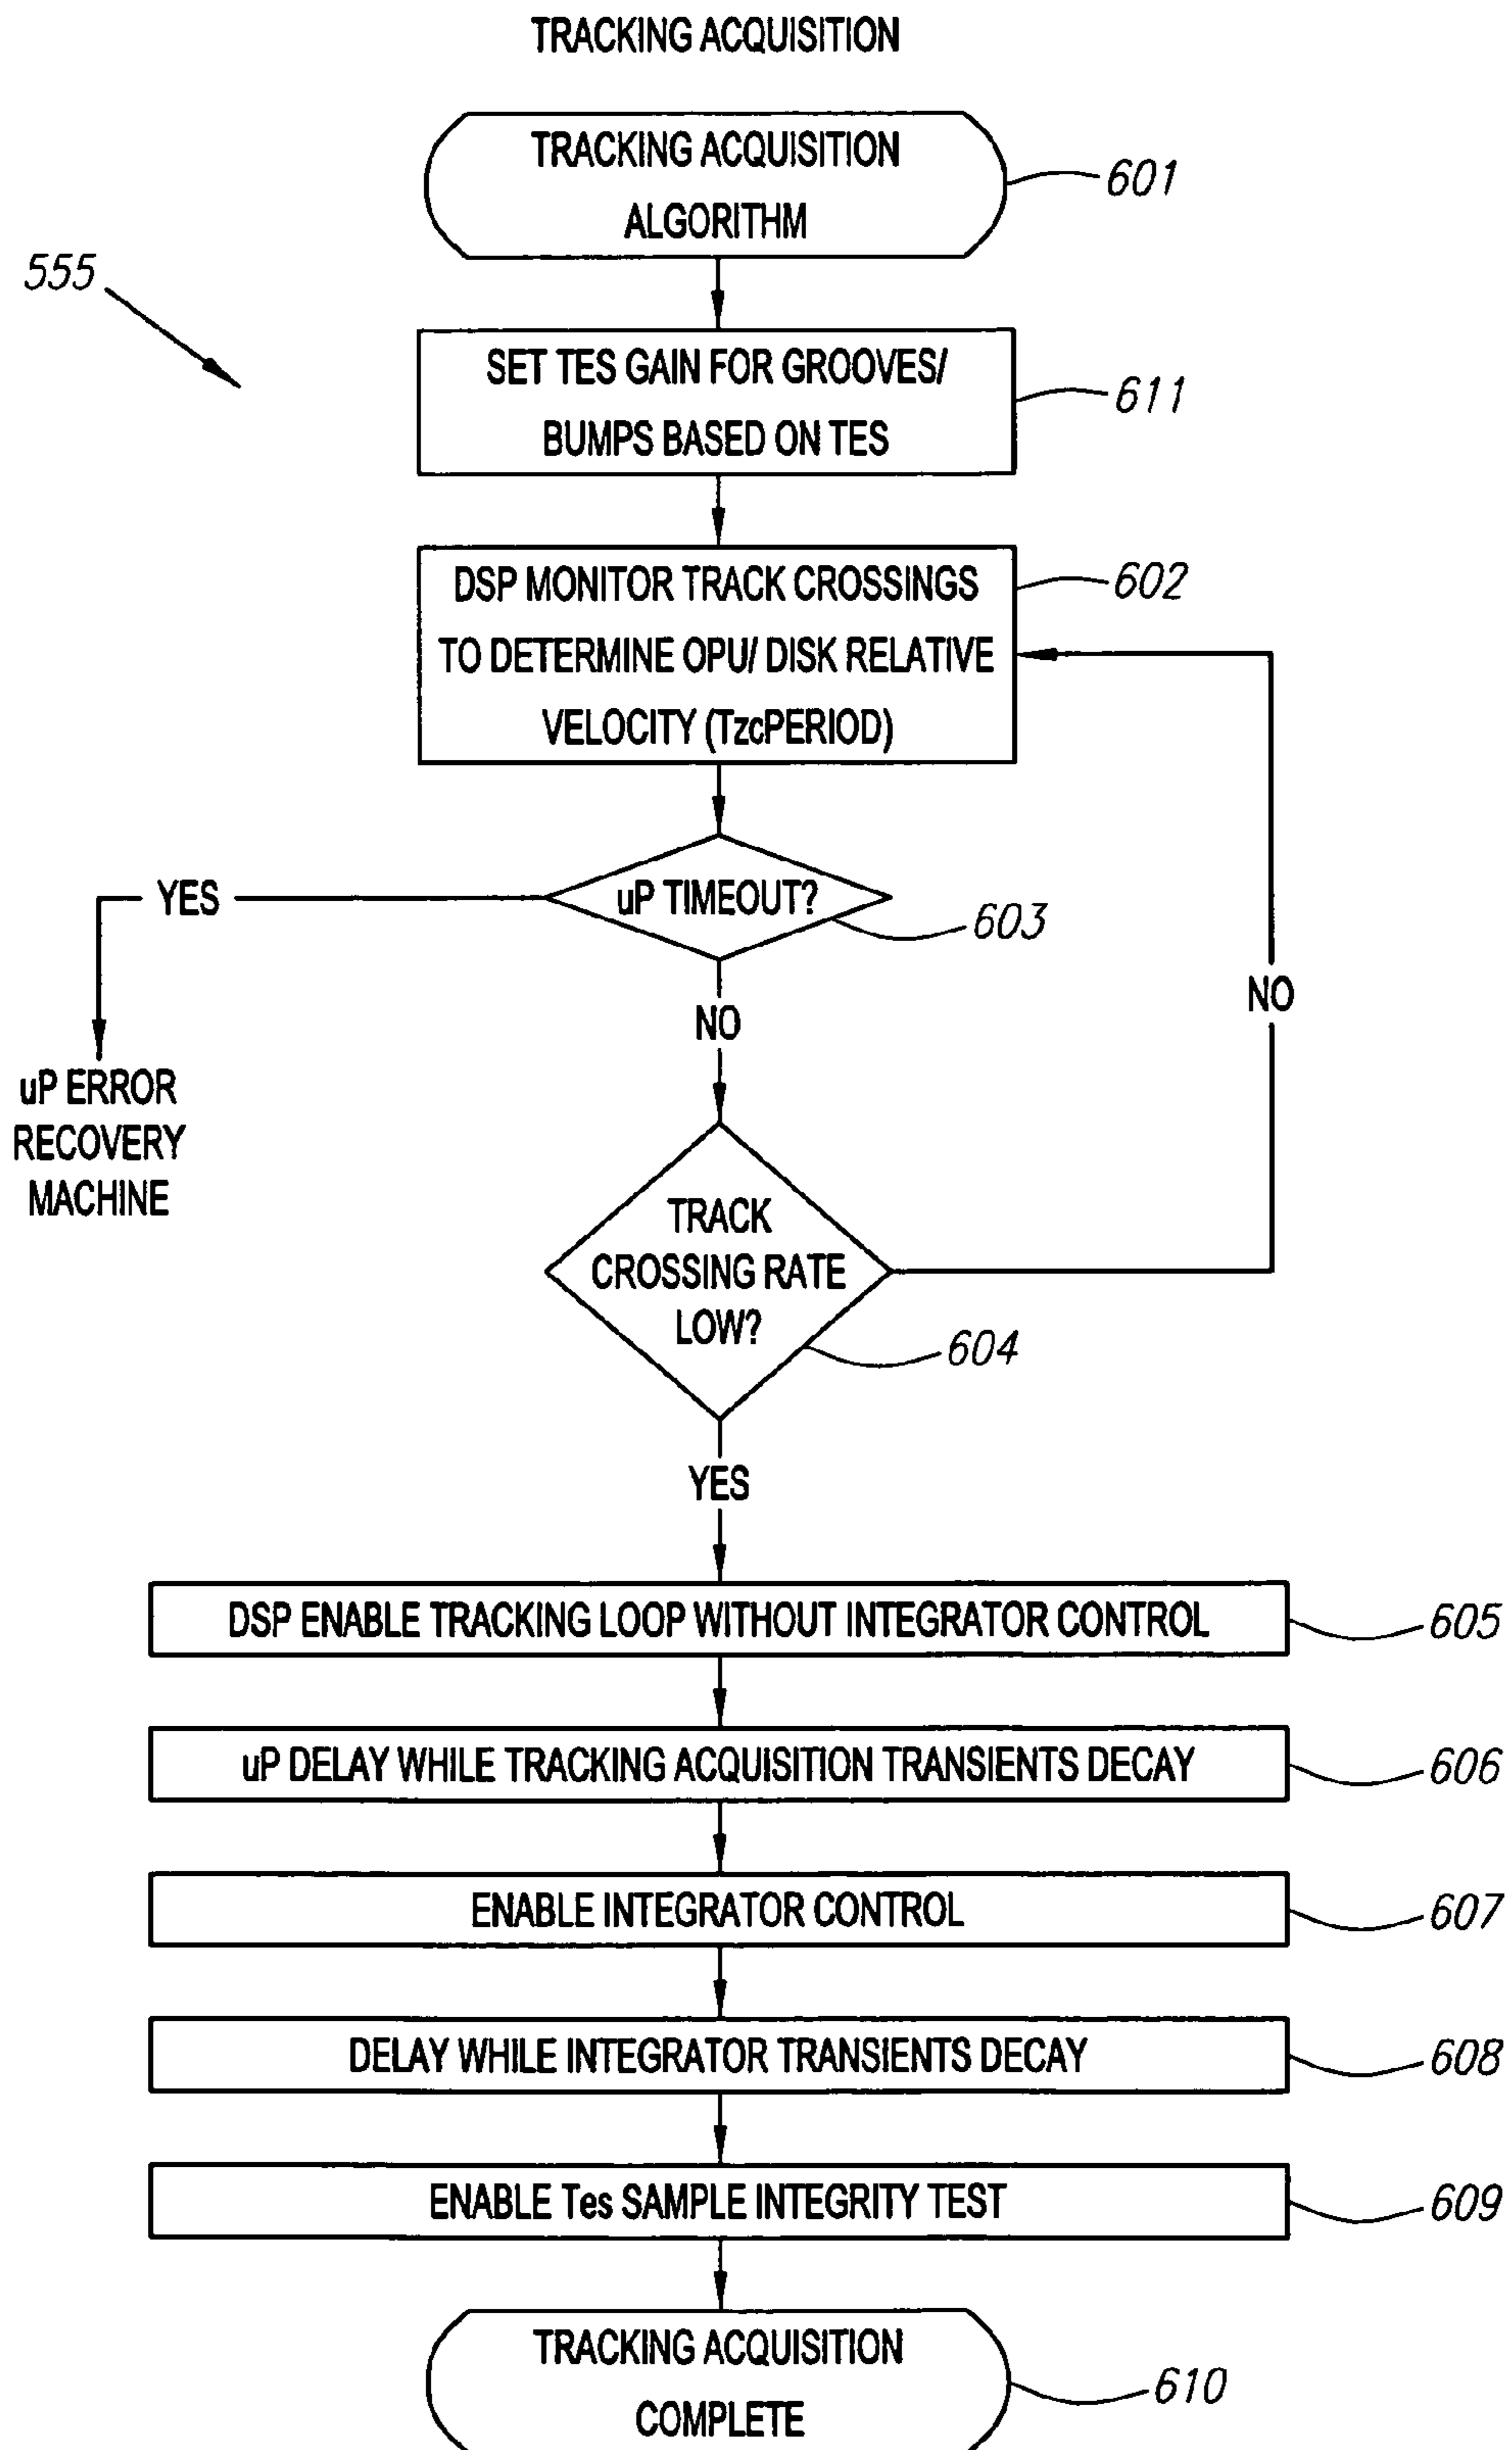 TRACKING ACQUISITION
TRACKING ACQUISITION
ALGORITHM
601
555
SET TES GAIN FOR GROOVES/
BUMPS BASED ON TES
611
DSP MONITOR TRACK CROSSINGS
TO DETERMINE OPU/ DISK RELATIVE
VELOCITY (TzcPERIOD)
602
YES
uP TIMEOUT?
603
NO
NO
uP ERROR
RECOVERY
MACHINE
TRACK
CROSSING RATE
LOW?
604
YES
DSP ENABLE TRACKING LOOP WITHOUT INTEGRATOR CONTROL
605
uP DELAY WHILE TRACKING ACQUISITION TRANSIENTS DECAY
606
ENABLE INTEGRATOR CONTROL
607
DELAY WHILE INTEGRATOR TRANSIENTS DECAY
608
ENABLE Tes SAMPLE INTEGRITY TEST
609
TRACKING ACQUISITION
COMPLETE
610